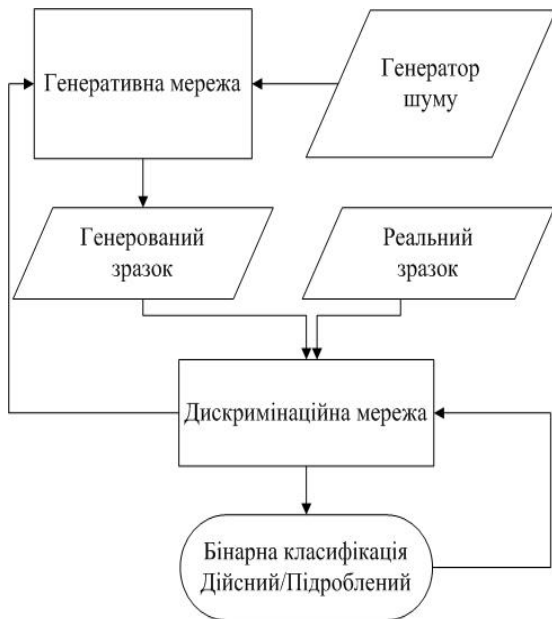 Генеративна мережа
Генератор
шуму
Генерований
зразок
Реальний
зразок
Дискримінаційна мережа
Бінарна класифікація
Дійсний/Підроблений